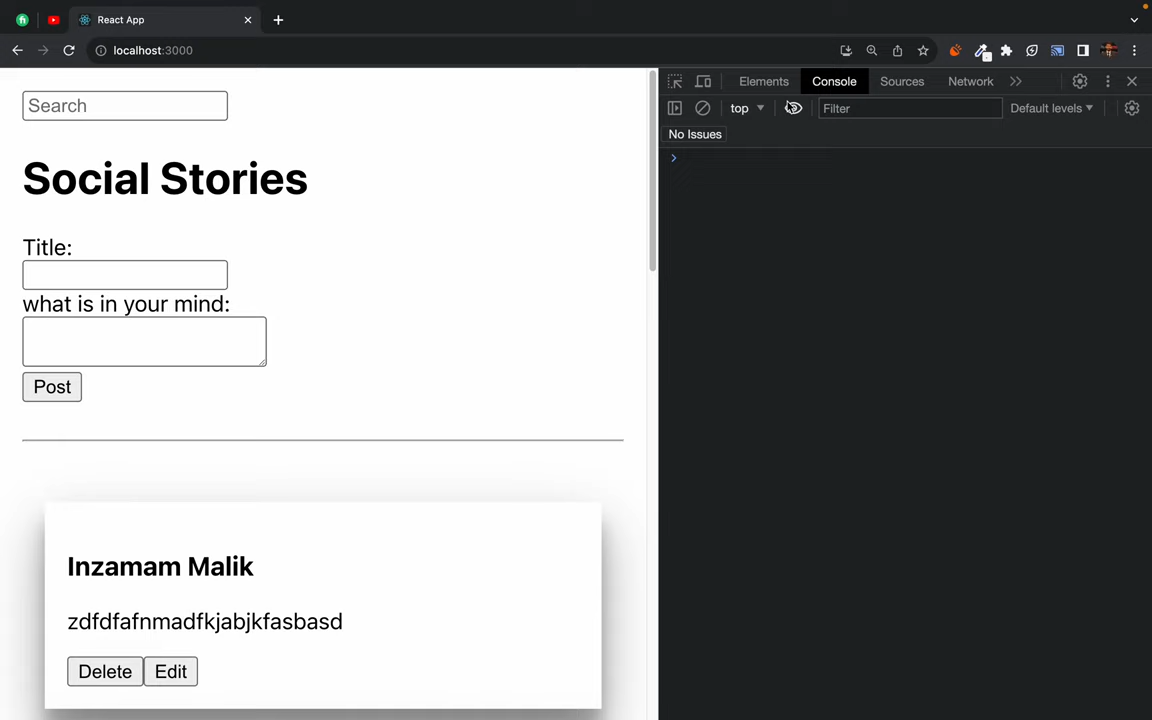 React App
localhost:3000
Search
Social Stories
Title:
what is in your mind:
Post
Inzamam Malik
zdfdfafnmadfkjabjkfasbasd
Delete Edit
Elements Console Sources Network
top Filter Default levels
No Issues